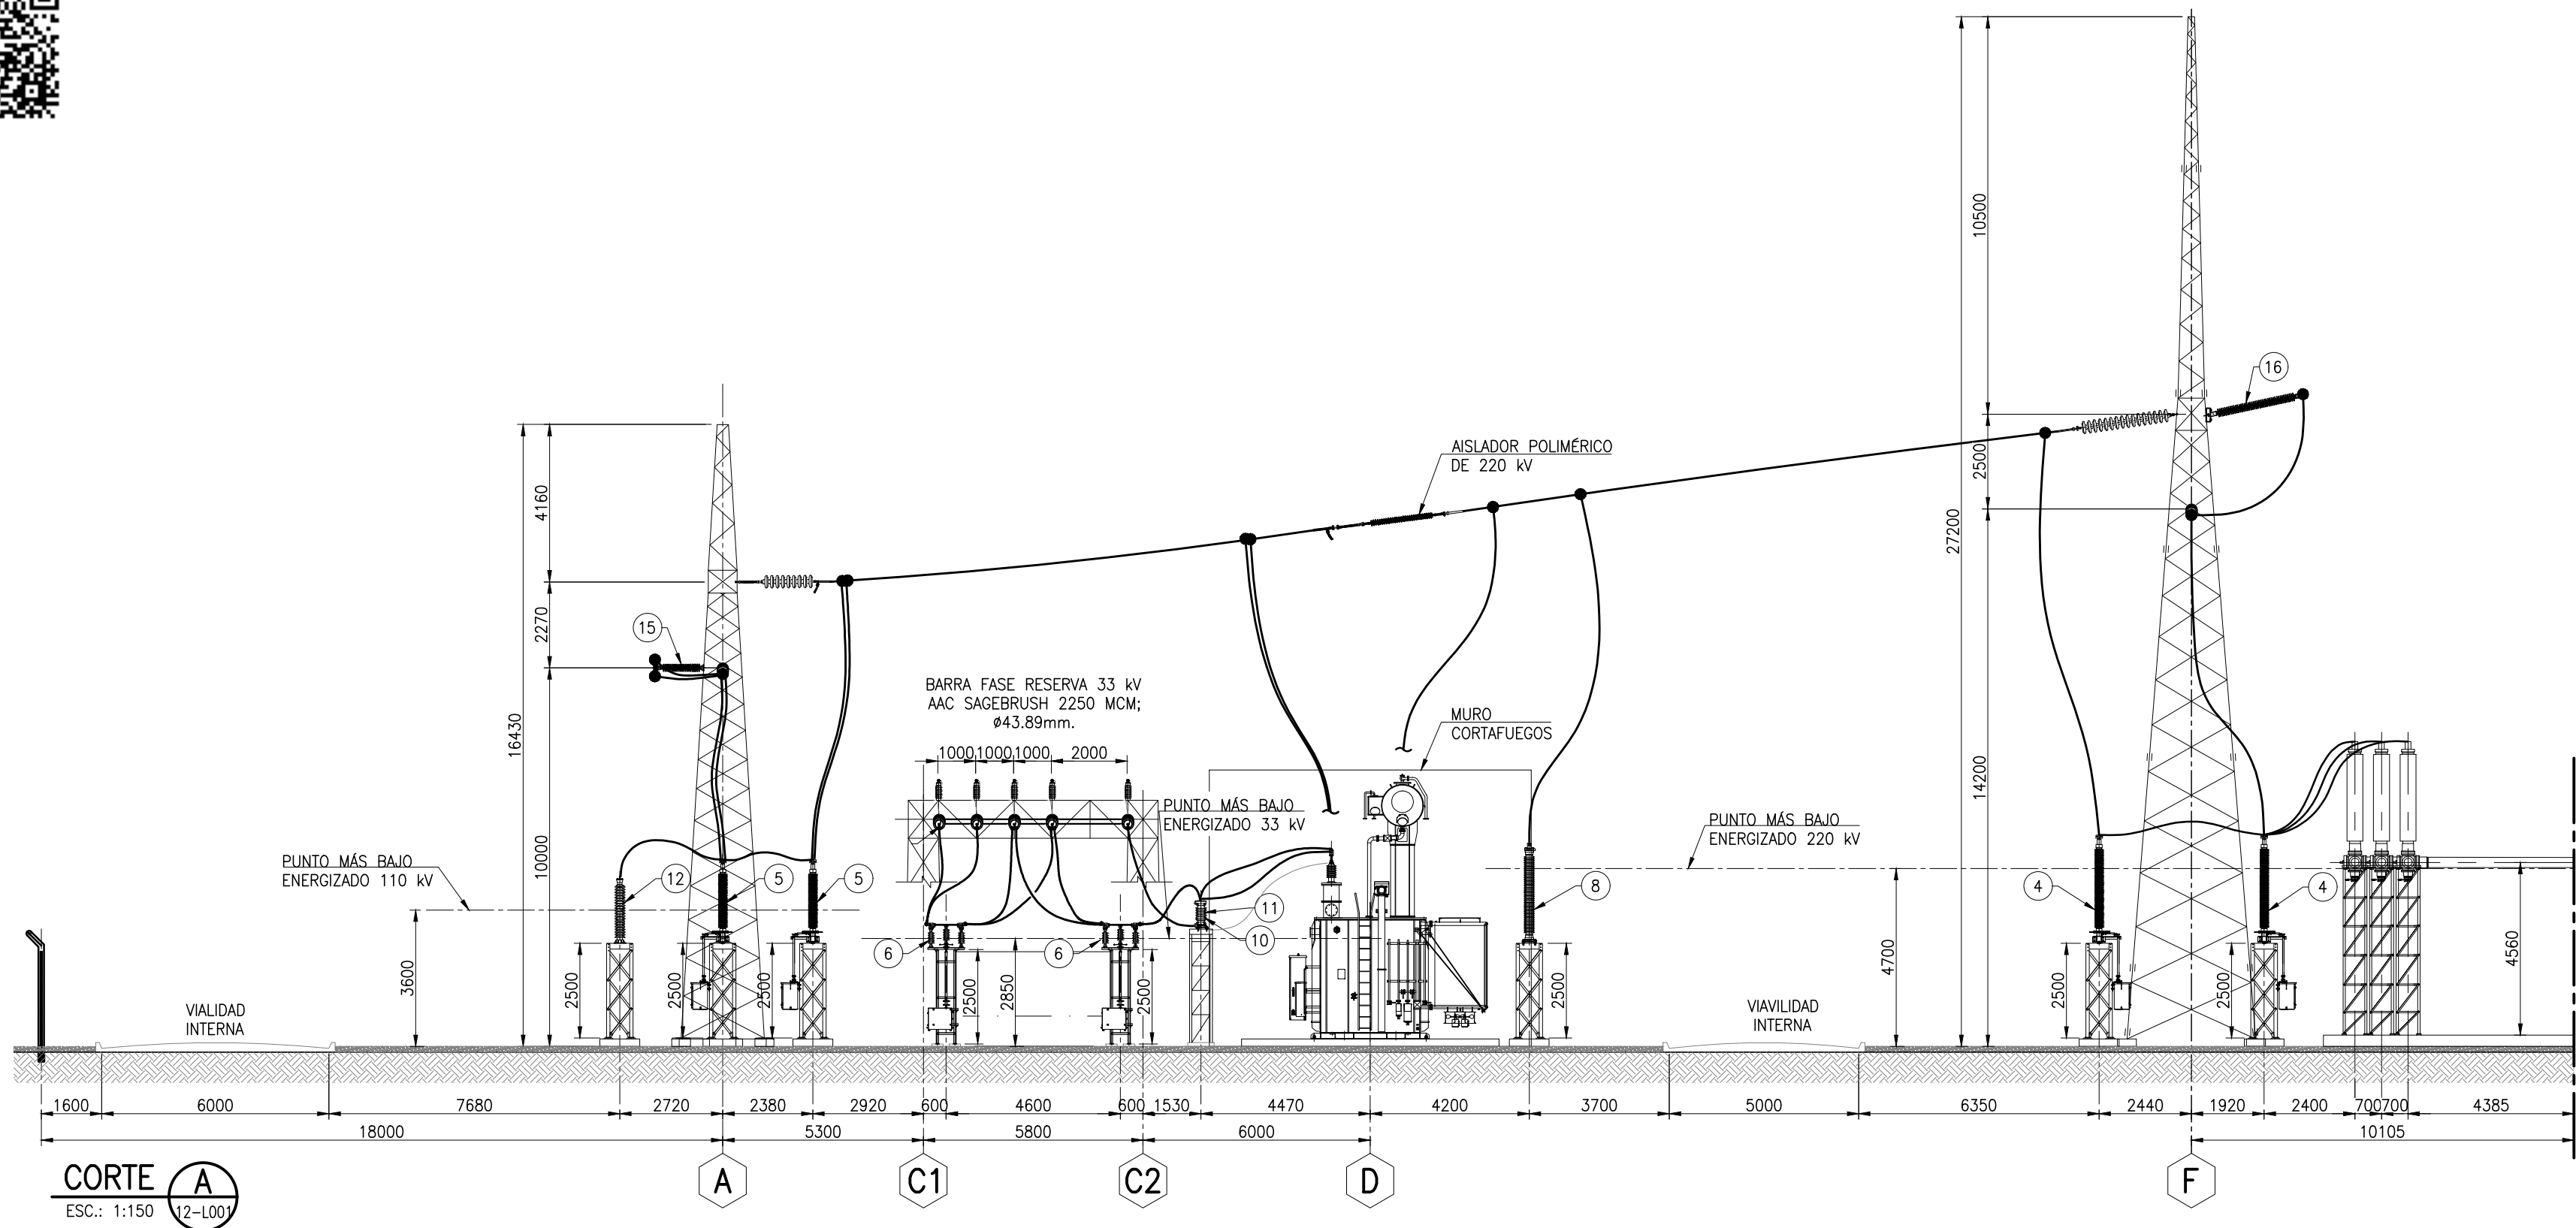 10500
16
AISLADOR POLIMÉRICO
DE 220 kV
4160
2500
27200
16430
2270
15
BARRA FASE RESERVA 33 kV
AAC SAGEBRUSH 2250 MCM;
ø43.89mm.
MURO
CORTAFUEGOS
1000 1000 1000 2000
14200
10000
PUNTO MÁS BAJO
ENERGIZADO 33 kV
PUNTO MÁS BAJO
ENERGIZADO 220 kV
PUNTO MÁS BAJO
ENERGIZADO 110 kV
12
5
5
11
10
8
4
4
6
6
3600
2500
2500
2500
2500
2850
2500
2500
4700
2500
2500
4560
VIALIDAD
INTERNA
VIAVILIDAD
INTERNA
1600 6000 7680 2720 2380 2920 600 4600 600 1530 4470 4200 3700 5000 6350 2440 1920 2400 700 700 4385
18000 5300 5800 6000 10105
A C1 C2 D F
CORTE A
ESC.: 1:150 12-L001